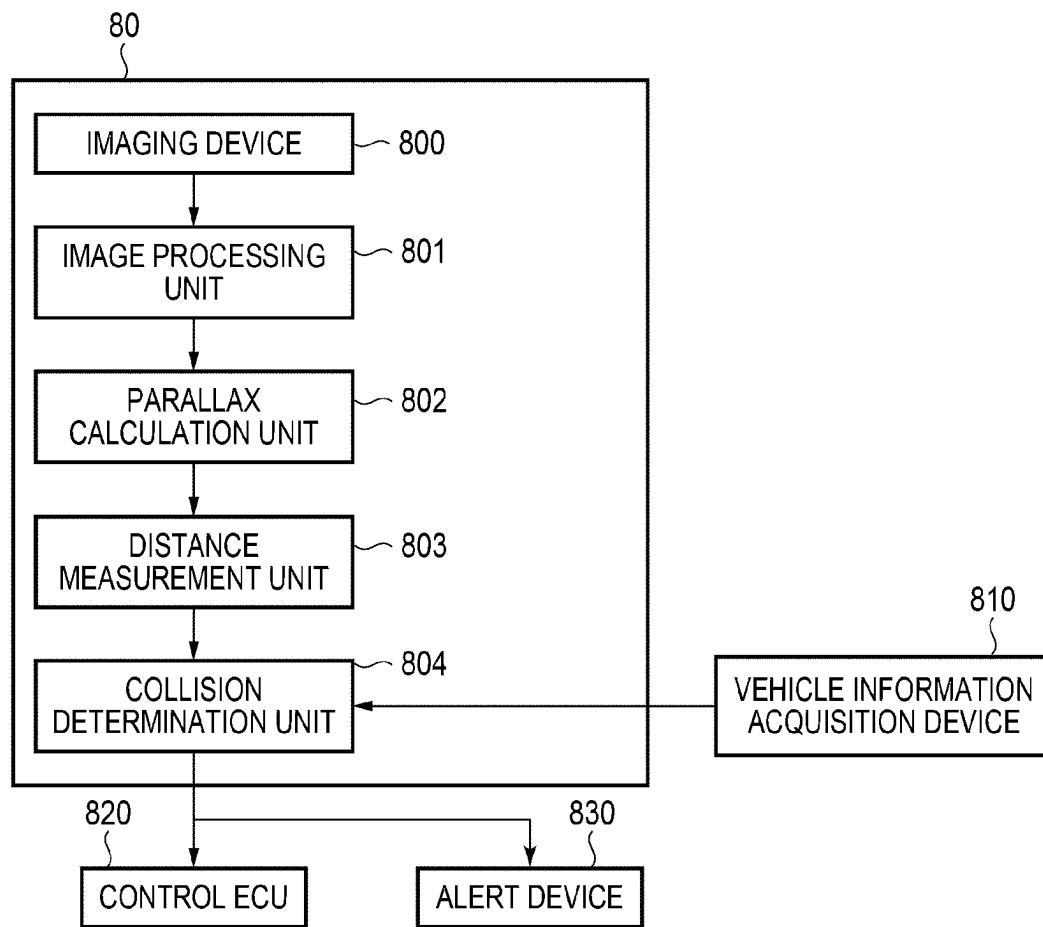 80
IMAGING DEVICE
800
IMAGE PROCESSING
UNIT
801
PARALLAX
CALCULATION UNIT
802
DISTANCE
MEASUREMENT UNIT
803
COLLISION
DETERMINATION UNIT
804
810
VEHICLE INFORMATION
ACQUISITION DEVICE
820
CONTROL ECU
830
ALERT DEVICE